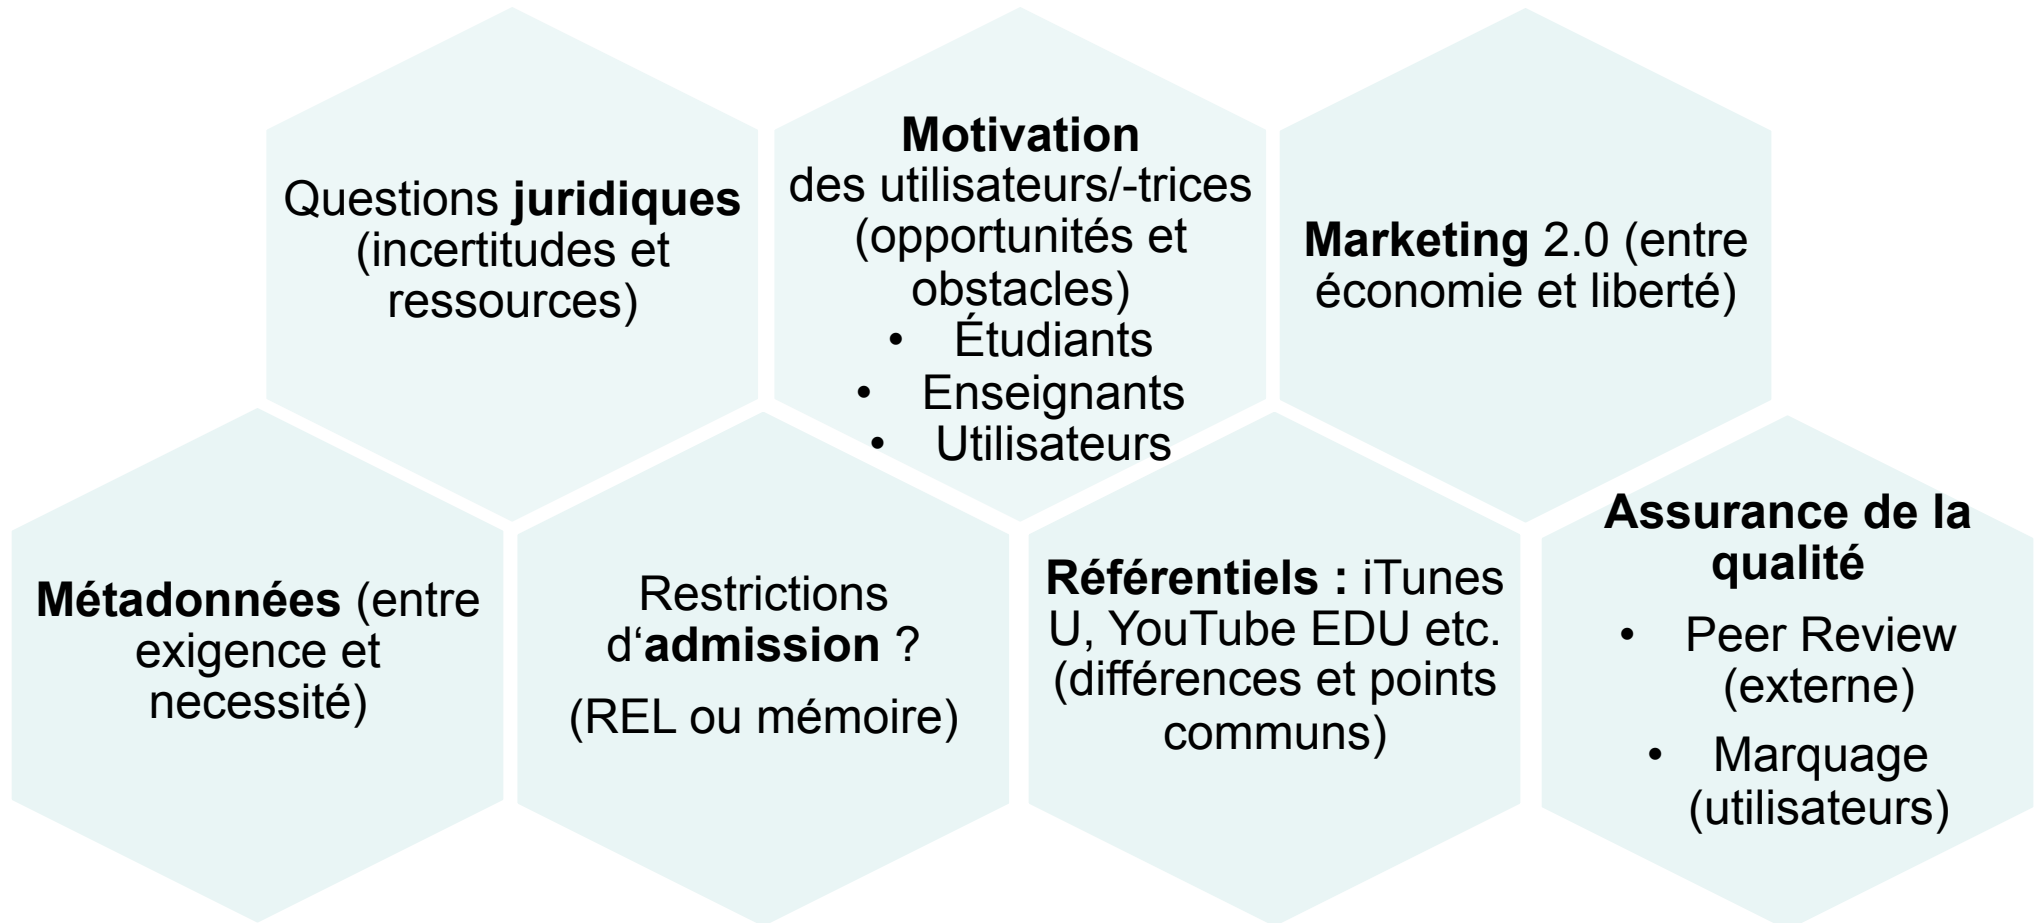 Questions juridiques
(incertitudes et
ressources)
Motivation
des utilisateurs/-trices
(opportunités et
obstacles)
• Étudiants
• Enseignants
• Utilisateurs
Marketing 2.0 (entre
économie et liberté)
Métadonnées (entre
exigence et
necessité)
Restrictions
d‘admission ?
(REL ou mémoire)
Référentiels : iTunes
U, YouTube EDU etc.
(différences et points
communs)
Assurance de la
qualité
• Peer Review
(externe)
• Marquage
(utilisateurs)